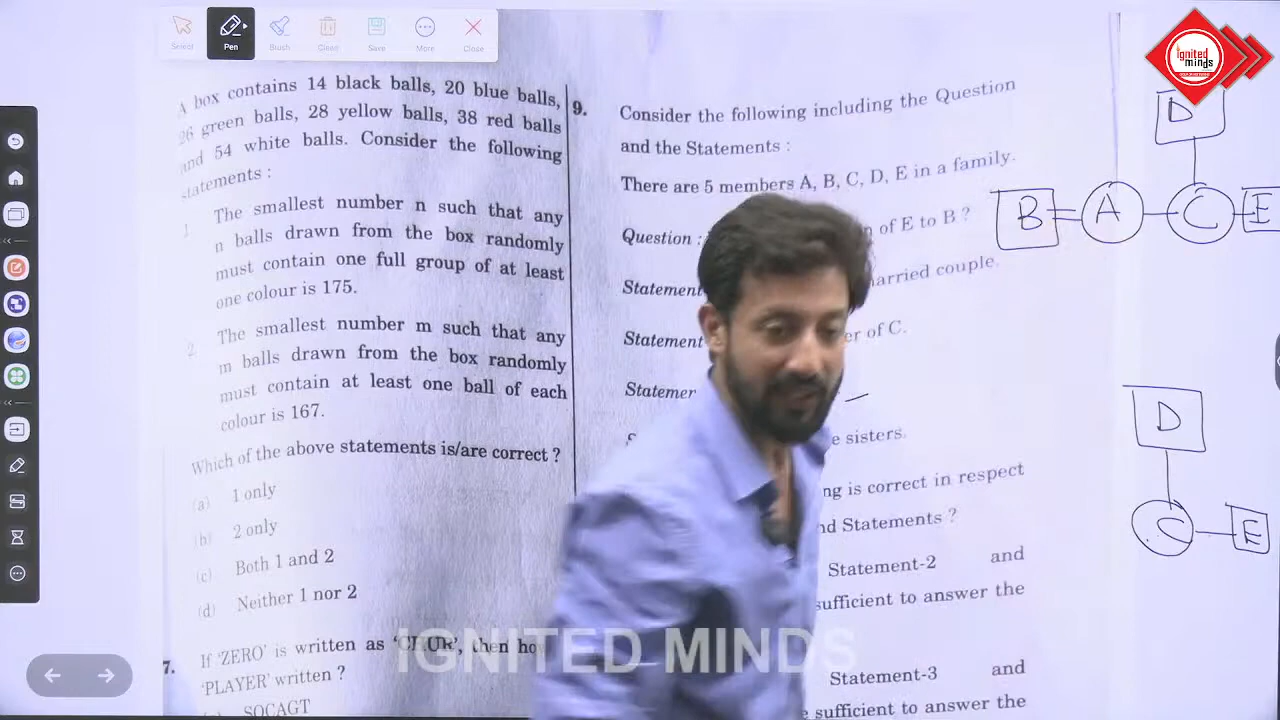 Select
Pen
Brush
Save
More
Close
ignited
minds
A box contains 14 black balls, 20 blue balls,
26 green balls, 28 yellow balls, 38 red balls
and 54 white balls. Consider the following
statements :
1. The smallest number n such that any
n balls drawn from the box randomly
must contain one full group of at least
one colour is 175.
2. The smallest number m such that any
m balls drawn from the box randomly
must contain at least one ball of each
colour is 167.
Which of the above statements is/are correct ?
(a) 1 only
(b) 2 only
(c) Both 1 and 2
(d) Neither 1 nor 2
7. If 'ZERO' is written as 'CHUR', then how
'PLAYER' written ?
SOCAGT
9. Consider the following including the Question
and the Statements :
There are 5 members A, B, C, D, E in a family.
Question : n of E to B ?
Statement married couple.
Statement er of C.
Statemen
e sisters.
ng is correct in respect
nd Statements ?
Statement-2 and
sufficient to answer the
Statement-3 and
e sufficient to answer the
D
B A C E
D
C E
IGNITED MINDS